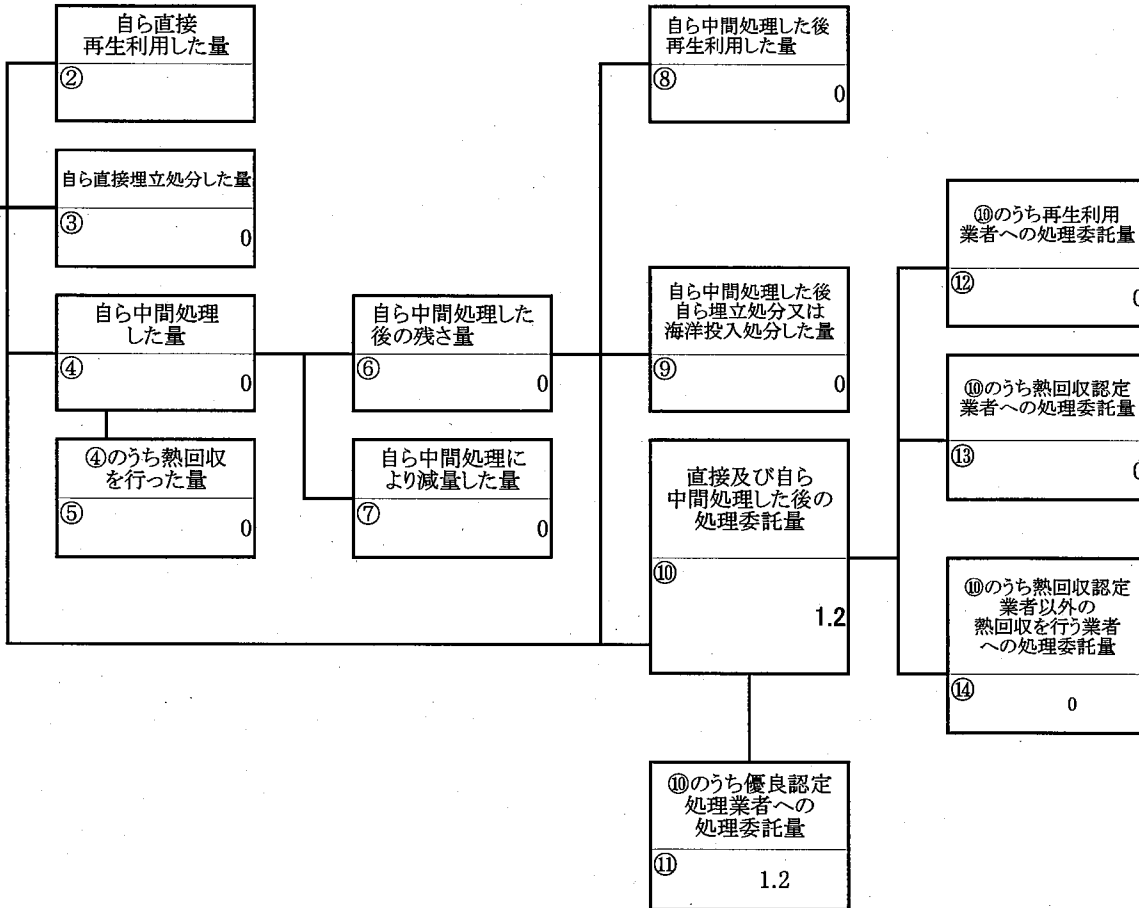 自ら直接
再生利用した量
②
自ら直接埋立処分した量
③
0
自ら中間処理
した量
④
0
④のうち熱回収
を行った量
⑤
0
自ら中間処理した
後の残さ量
⑥
0
自ら中間処理に
より減量した量
⑦
0
自ら中間処理した後
再生利用した量
⑧
0
自ら中間処理した後
自ら埋立処分又は
海洋投入処分した量
⑨
0
直接及び自ら
中間処理した後の
処理委託量
⑩
1.2
⑩のうち優良認定
処理業者への
処理委託量
⑪
1.2
⑩のうち再生利用
業者への処理委託量
⑫
0
⑩のうち熱回収認定
業者への処理委託量
⑬
0
⑩のうち熱回収認定
業者以外の
熱回収を行う業者
への処理委託量
⑭
0